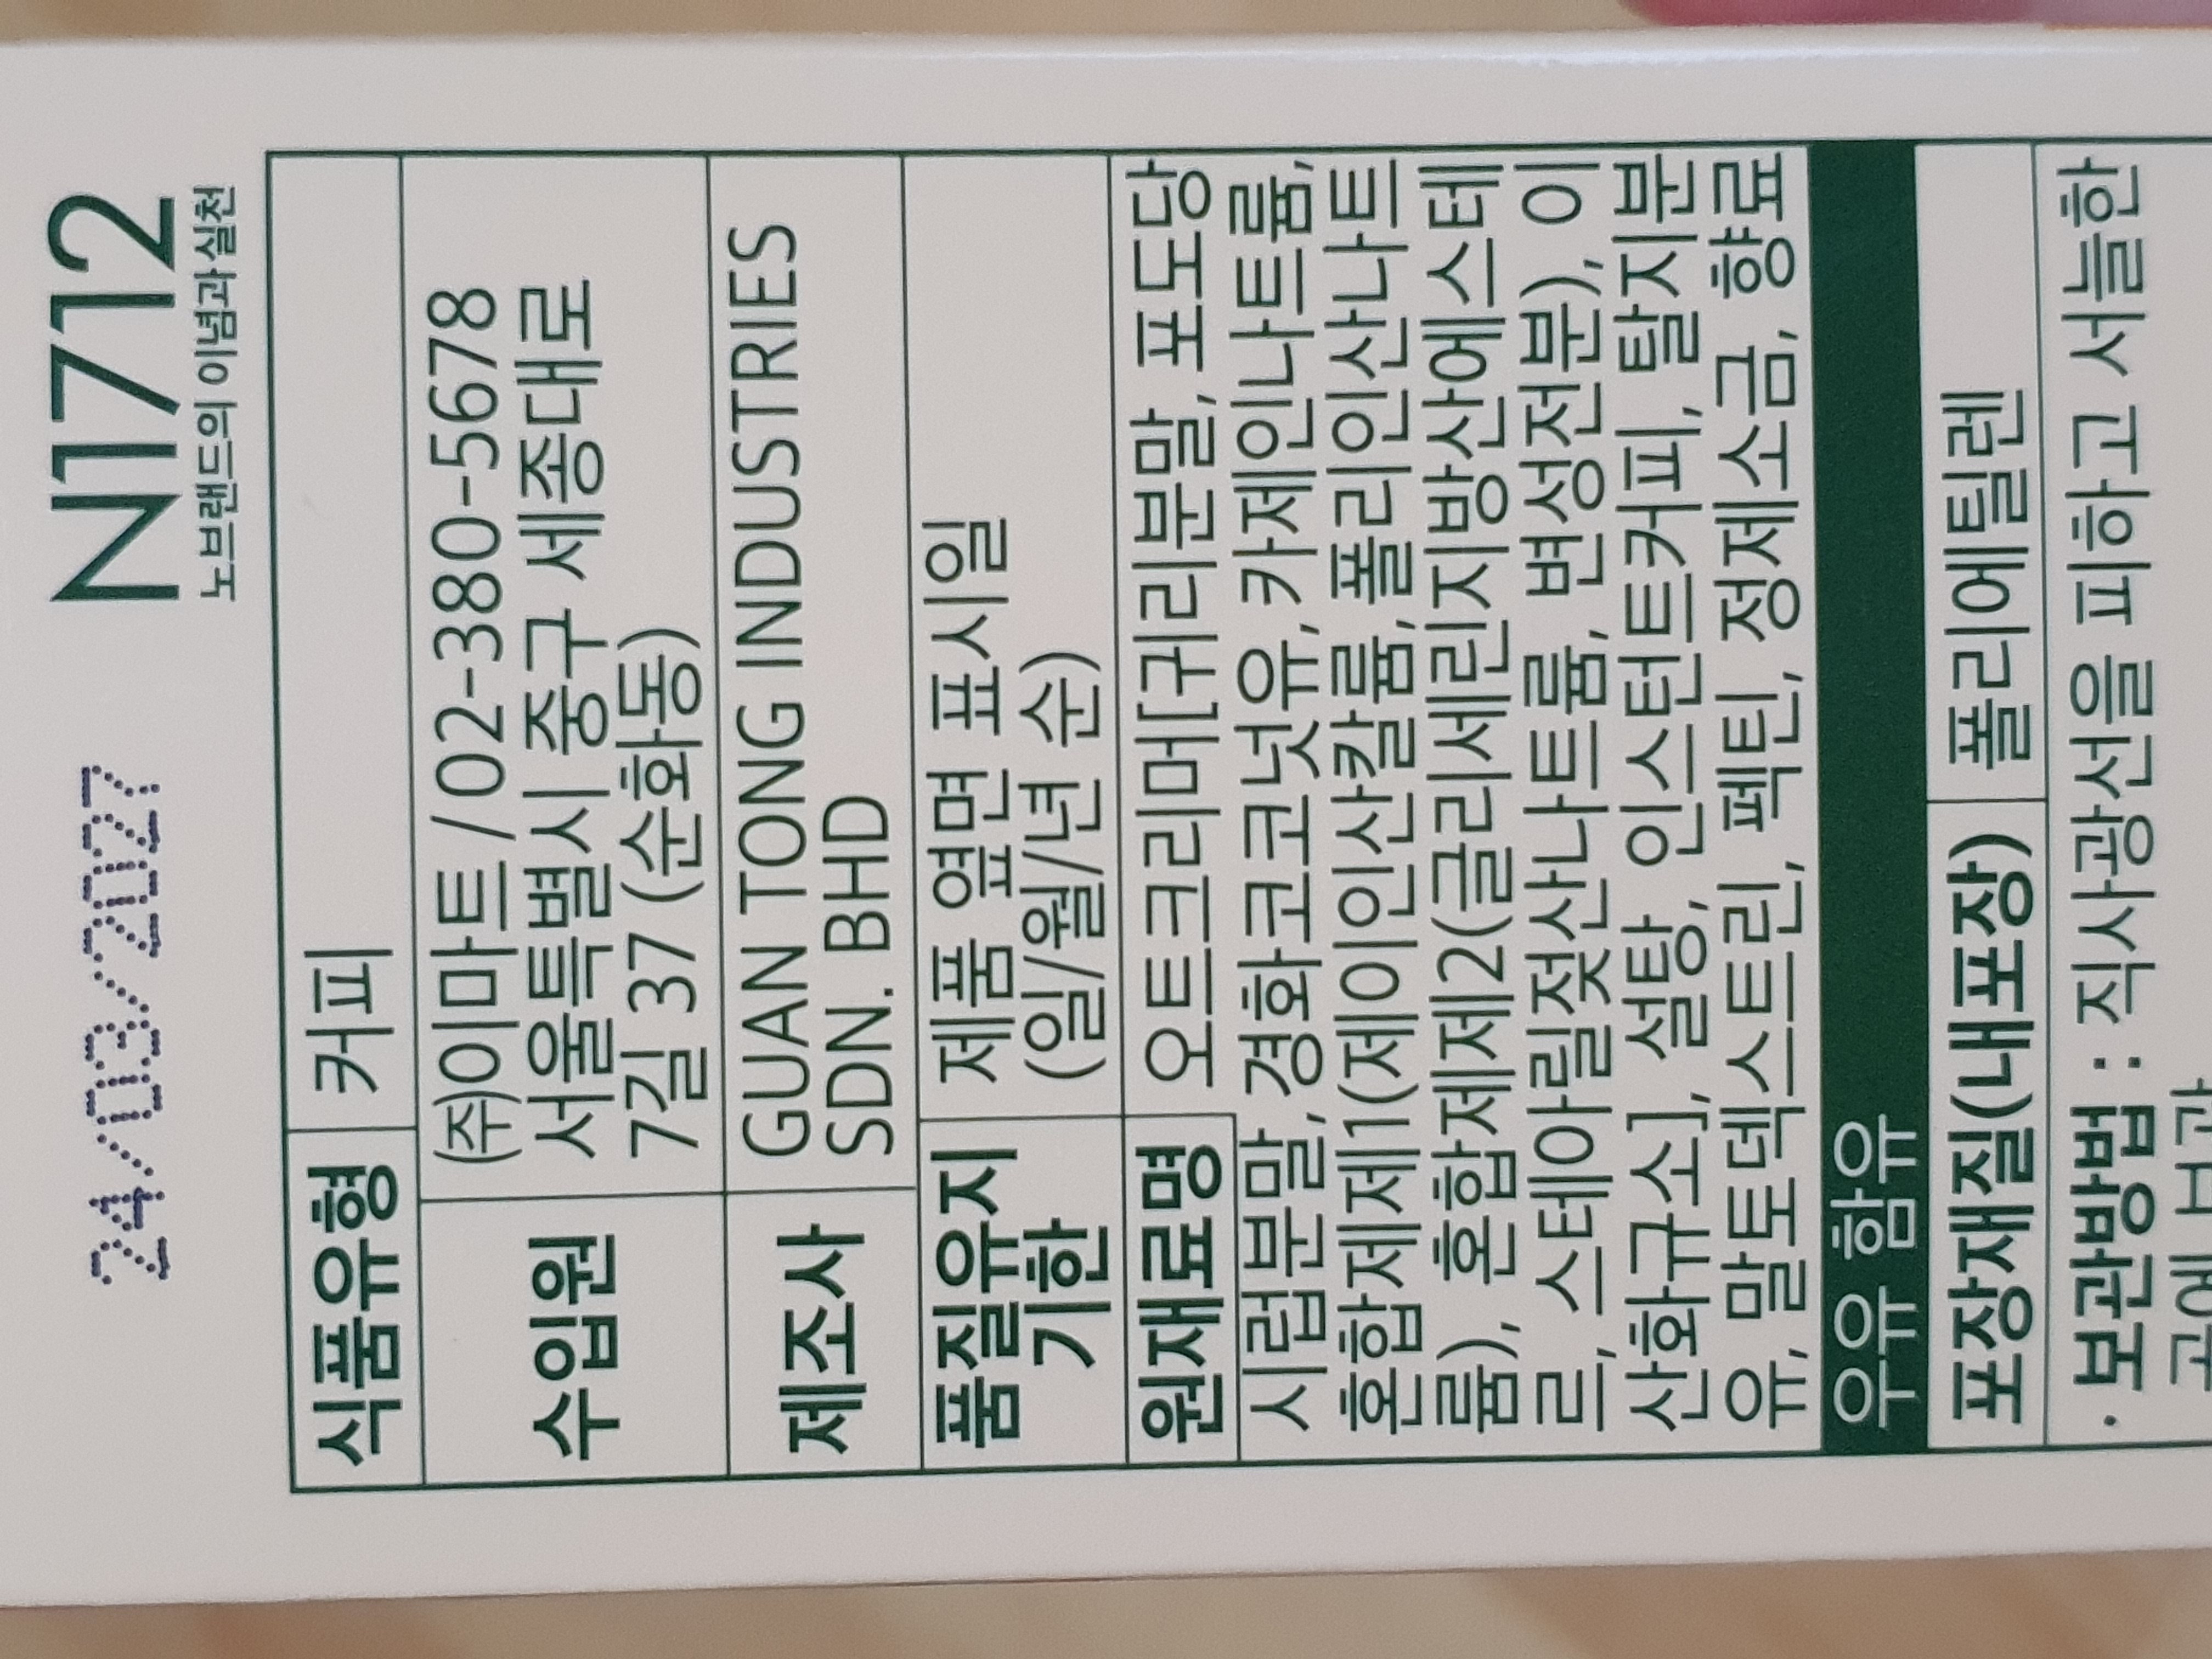 24/03/2027
N1712
노브랜드의 이념과 실천
식품유형 커피
수입원 ㈜이마트 / 02-380-5678
서울특별시 중구 세종대로
7길 37 (순화동)
제조사 GUAN TONG INDUSTRIES
SDN. BHD
품질유지 제품 옆면 표시일
기한 (일/월/년 순)
원재료명 오트크리머[귀리분말, 포도당
시럽분말, 경화코코넛유, 카제인나트륨,
혼합제제1(제이인산칼륨, 폴리인산나트
륨), 혼합제제2(글리세린지방산에스테
르, 스테아릴젖산나트륨, 변성전분), 이
산화규소], 설탕, 인스턴트커피, 탈지분
유, 말토덱스트린, 펙틴, 정제소금, 향료
우유 함유
포장재질(내포장) 폴리에틸렌
· 보관방법 : 직사광선을 피하고 서늘한
곳에 보관